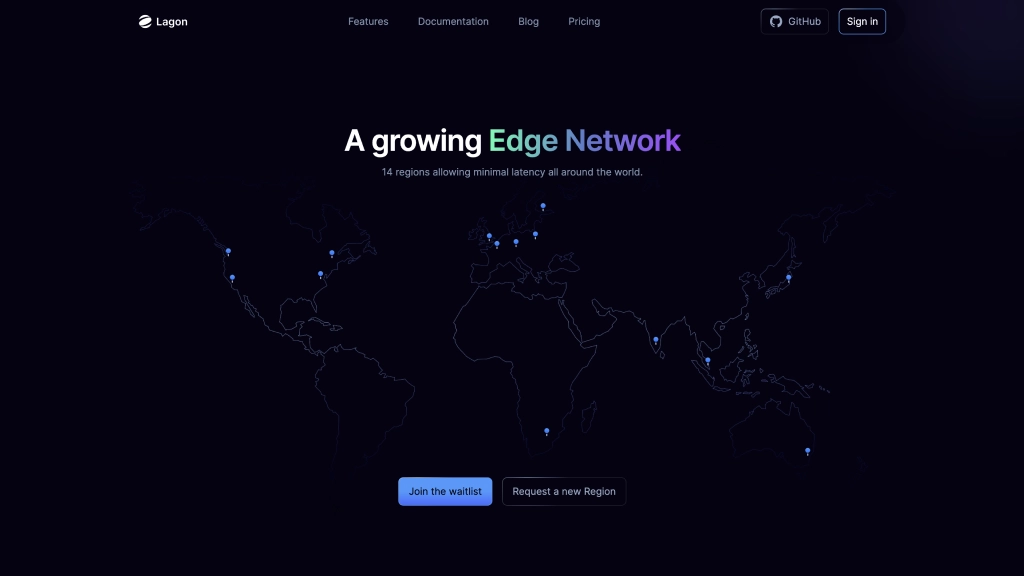 Lagon
Features
Documentation
Blog
Pricing
GitHub
Sign in
A growing Edge Network
14 regions allowing minimal latency all around the world.
Join the waitlist
Request a new Region